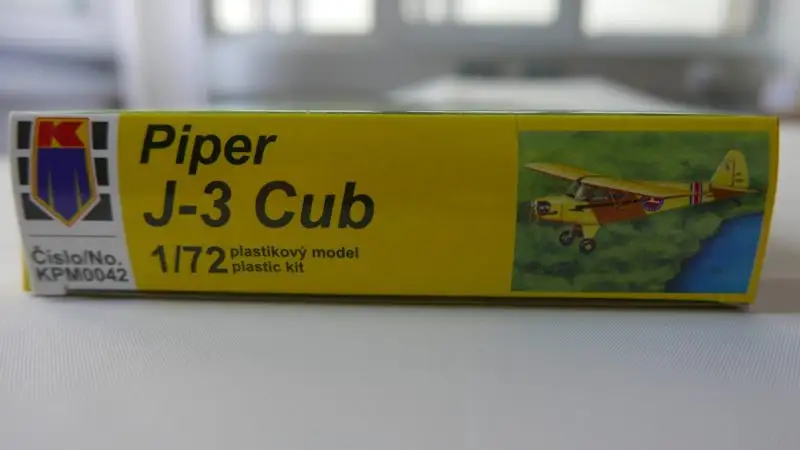 K
Piper
J-3 Cub
1/72 plastikový model
plastic kit
Číslo/No.
KPM0042